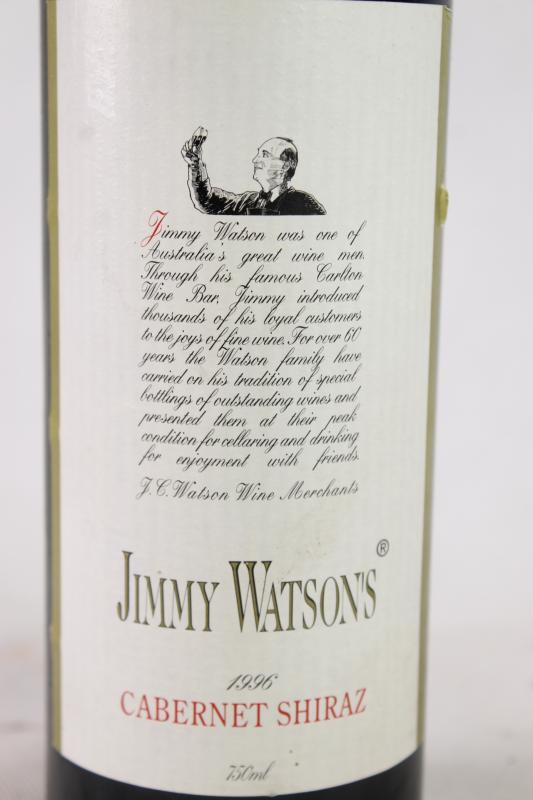 Jimmy Watson was one of
Australia's great wine men.
Through his famous Carlton
Wine Bar, Jimmy introduced
thousands of his loyal customers
to the joys of fine wine. For over 60
years the Watson family have
carried on his tradition of special
bottlings of outstanding wines and
presented them at their peak
condition for cellaring and drinking
for enjoyment with friends.
J.C. Watson Wine Merchants
JIMMY WATSON'S ®
1996
CABERNET SHIRAZ
750ml